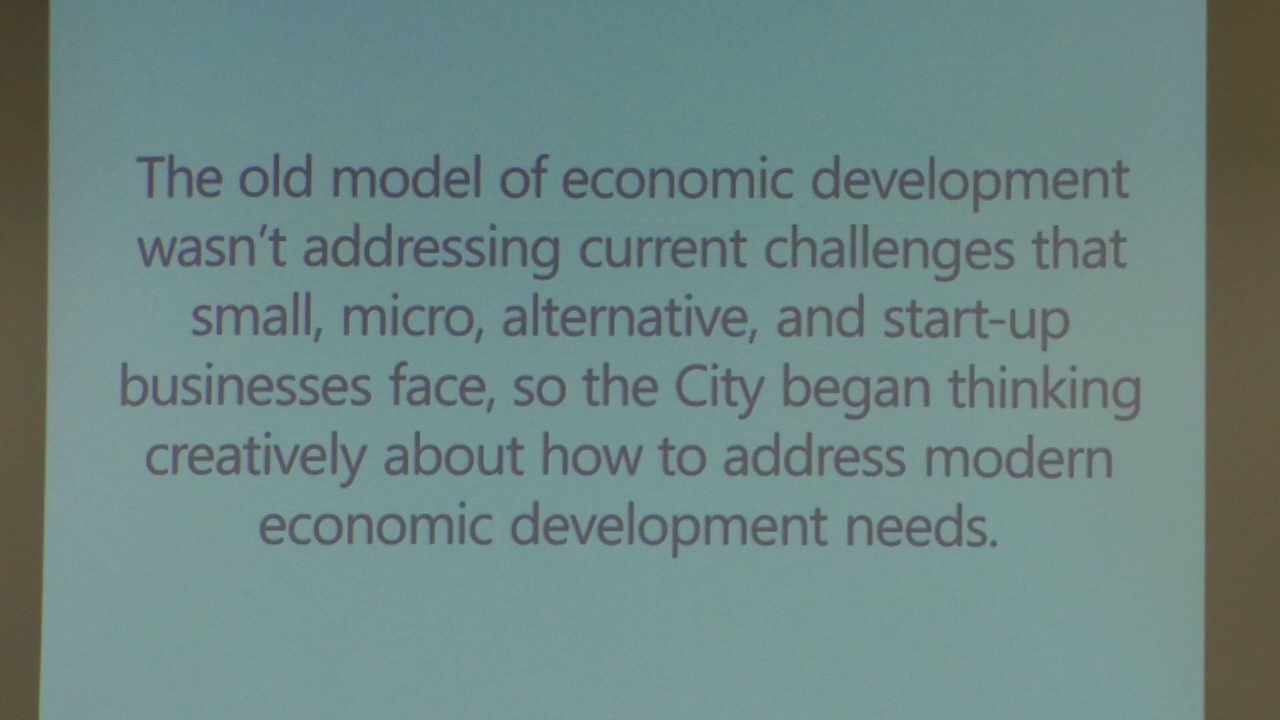 The old model of economic development
wasn't addressing current challenges that
small, micro, alternative, and start-up
businesses face, so the City began thinking
creatively about how to address modern
economic development needs.